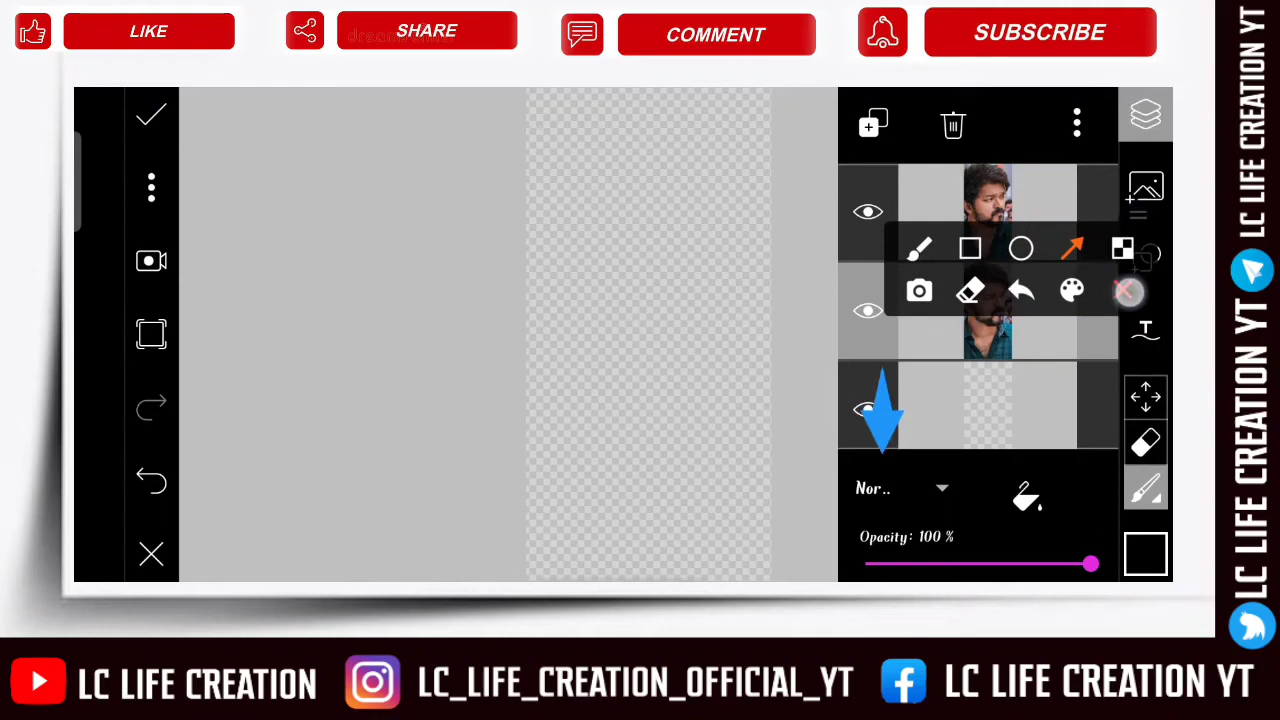 LIKE
SHARE
COMMENT
SUBSCRIBE
T
Nor..
Opacity: 100 %
LC LIFE CREATION YT
LC LIFE CREATION YT
LC LIFE CREATION
LC_LIFE_CREATION_OFFICIAL_YT
LC LIFE CREATION YT